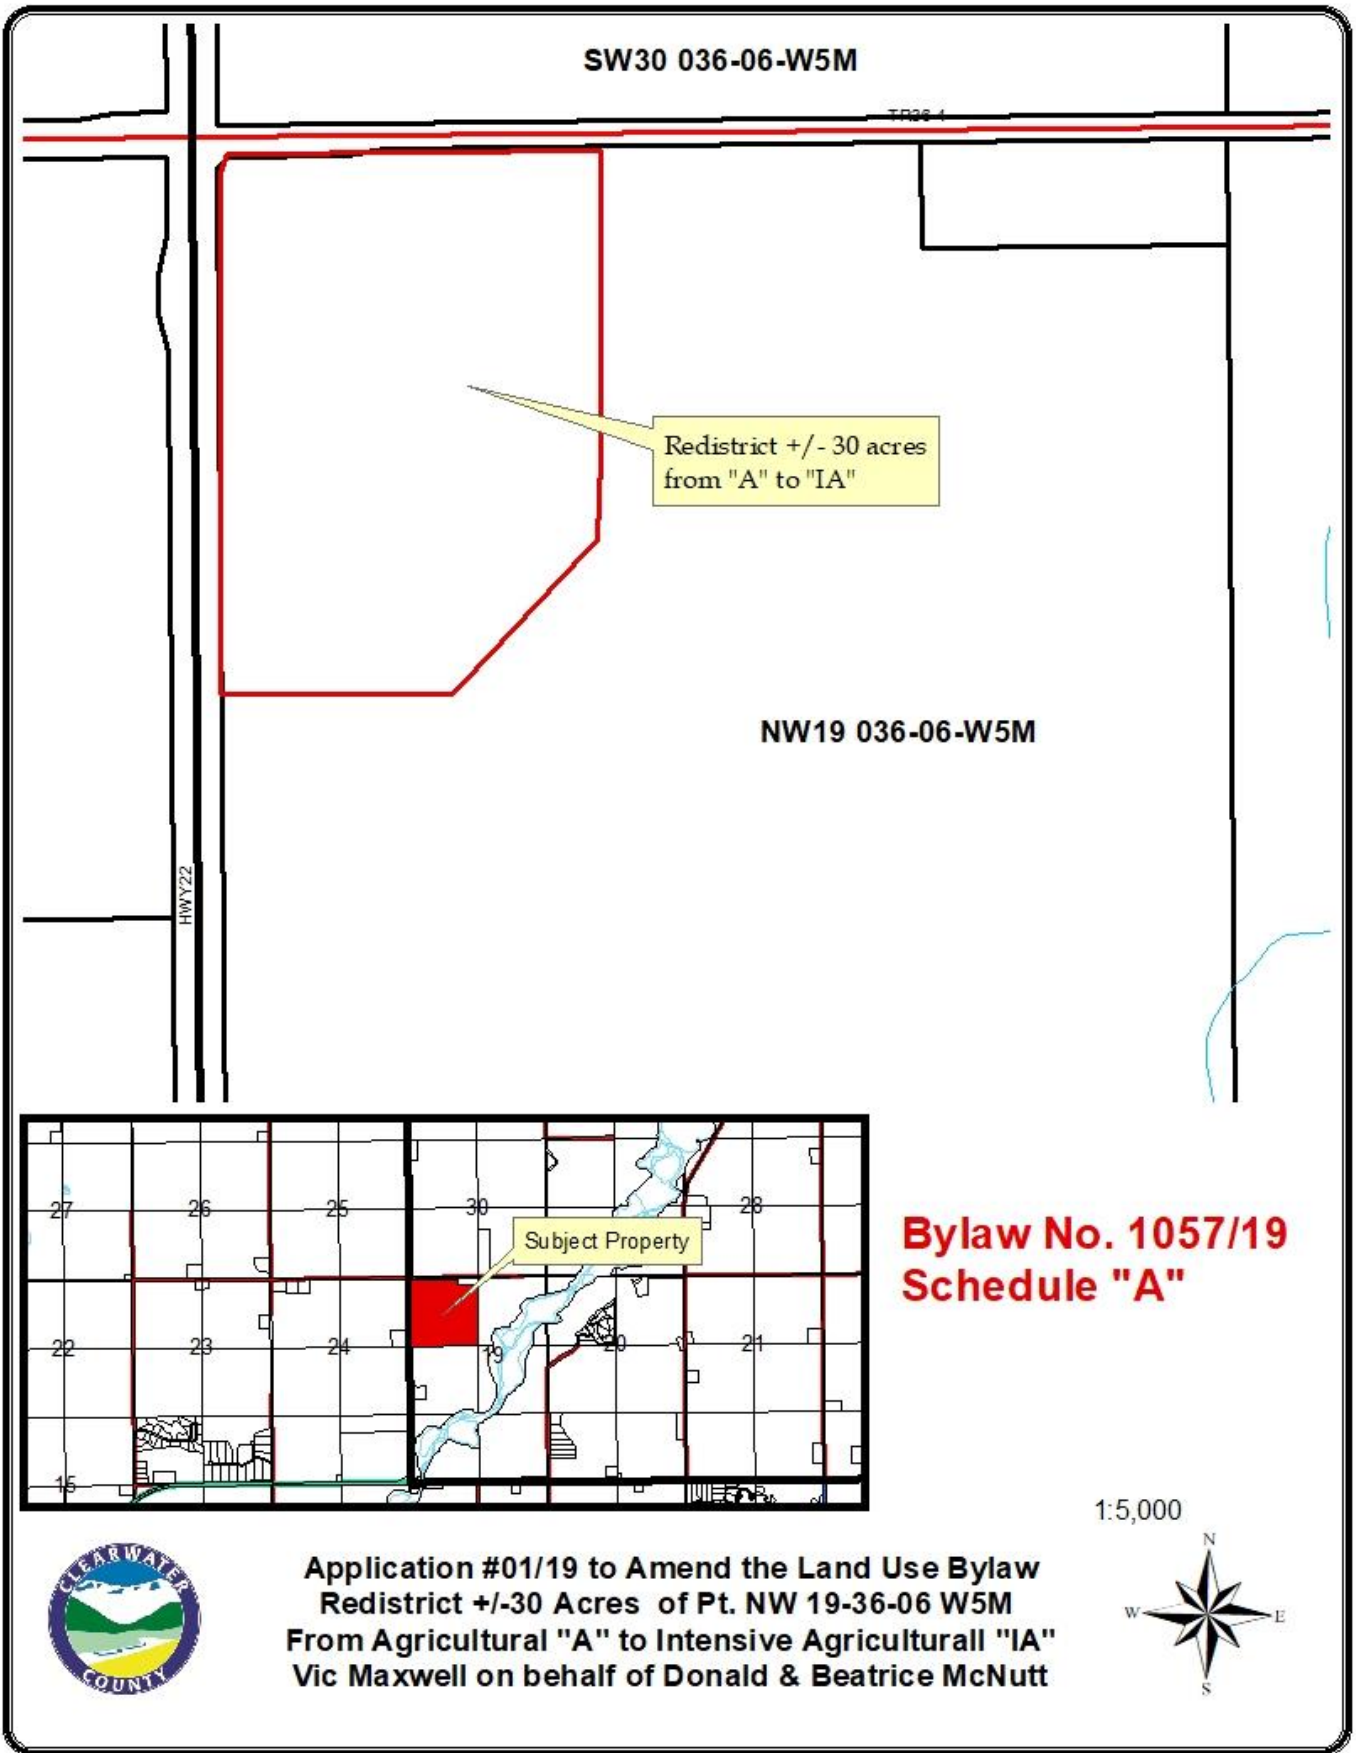 SW30 036-06-W5M
Redistrict +/- 30 acres
from "A" to "IA"
NW19 036-06-W5M
HWY22
27
26
25
30
28
Subject Property
22
23
24
19
20
21
15
Bylaw No. 1057/19
Schedule "A"
1:5,000
N
W
E
S
CLEARWATER
COUNTY
Application #01/19 to Amend the Land Use Bylaw
Redistrict +/-30 Acres of Pt. NW 19-36-06 W5M
From Agricultural "A" to Intensive Agriculturall "IA"
Vic Maxwell on behalf of Donald & Beatrice McNutt